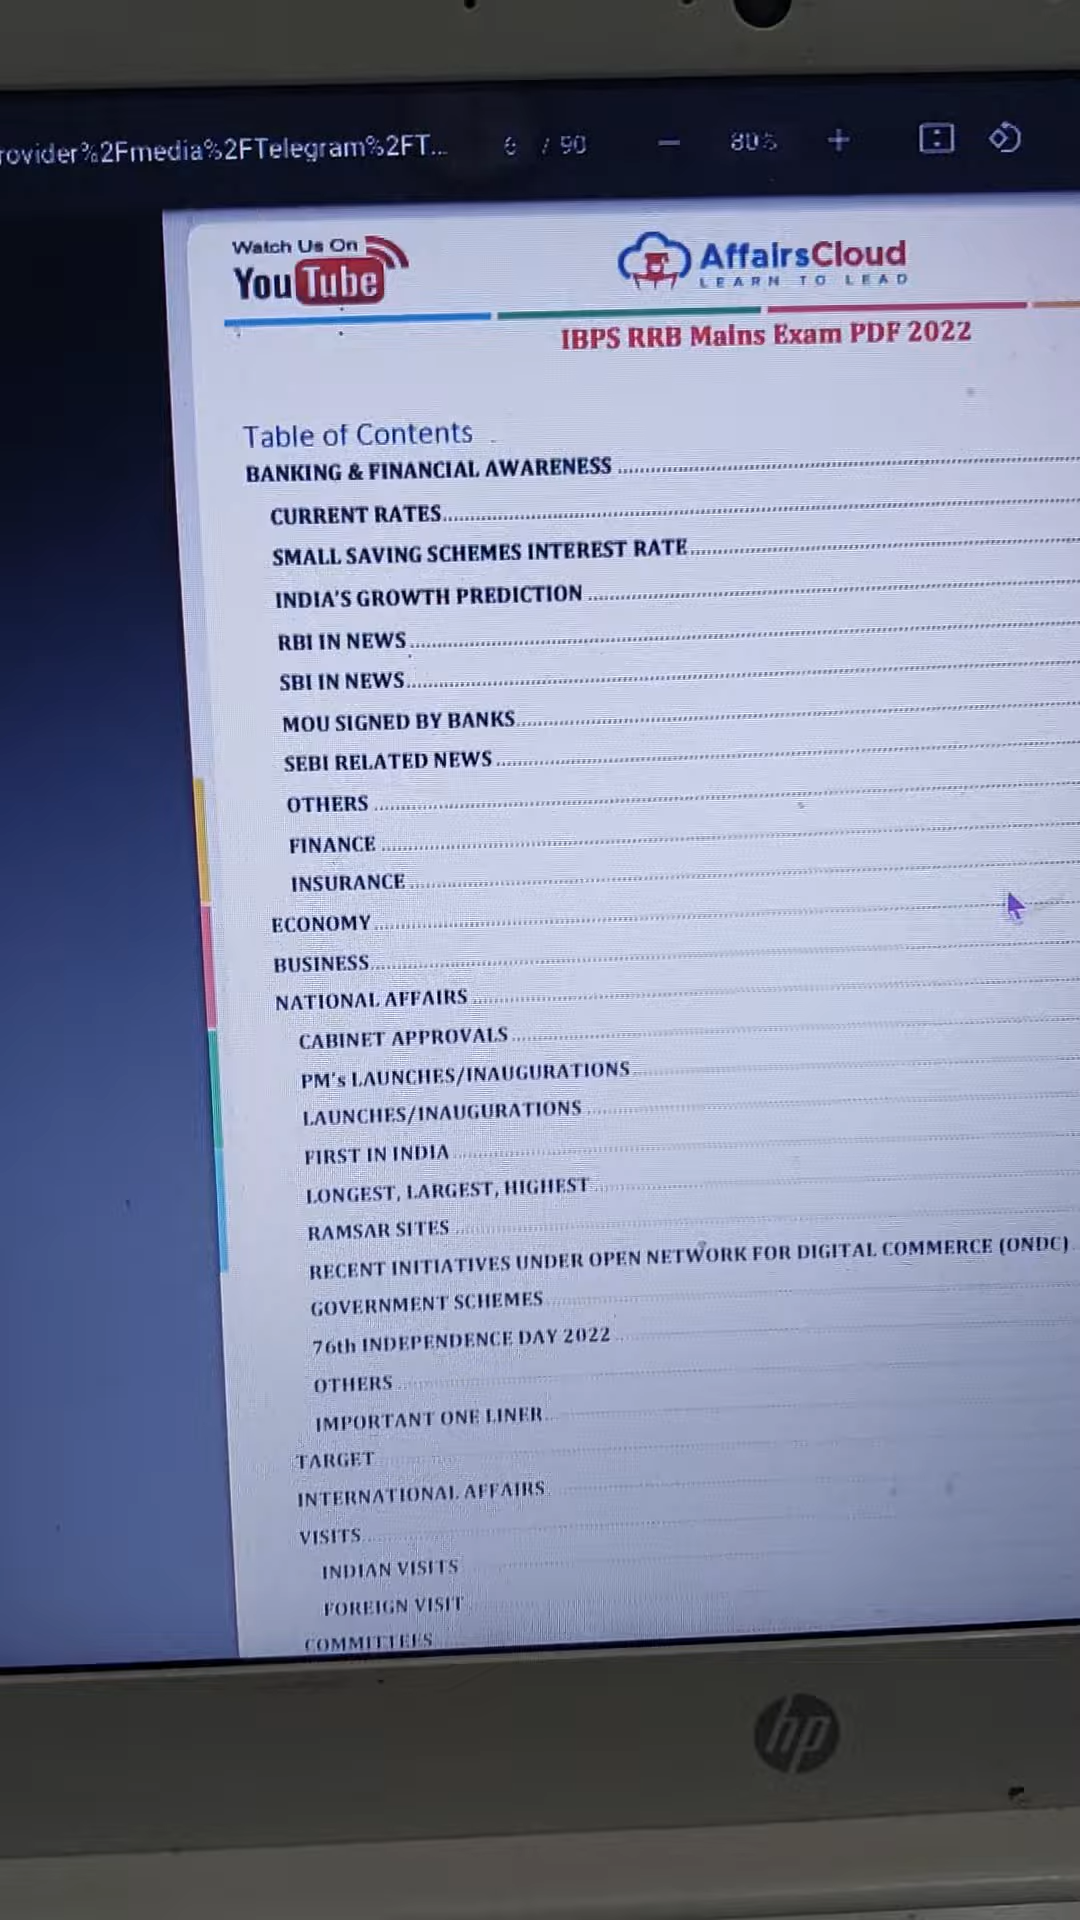 rovider%2Fmedia%2FTelegram%2FT... 6 / 90 — 80% +
Watch Us On
YouTube
AffairsCloud
LEARN TO LEAD
IBPS RRB Mains Exam PDF 2022
Table of Contents
BANKING & FINANCIAL AWARENESS
CURRENT RATES
SMALL SAVING SCHEMES INTEREST RATE
INDIA'S GROWTH PREDICTION
RBI IN NEWS
SBI IN NEWS
MOU SIGNED BY BANKS
SEBI RELATED NEWS
OTHERS
FINANCE
INSURANCE
ECONOMY
BUSINESS
NATIONAL AFFAIRS
CABINET APPROVALS
PM's LAUNCHES/INAUGURATIONS
LAUNCHES/INAUGURATIONS
FIRST IN INDIA
LONGEST, LARGEST, HIGHEST
RAMSAR SITES
RECENT INITIATIVES UNDER OPEN NETWORK FOR DIGITAL COMMERCE (ONDC)
GOVERNMENT SCHEMES
76th INDEPENDENCE DAY 2022
OTHERS
IMPORTANT ONE LINER
TARGET
INTERNATIONAL AFFAIRS
VISITS
INDIAN VISITS
FOREIGN VISIT
COMMITTEES
hp